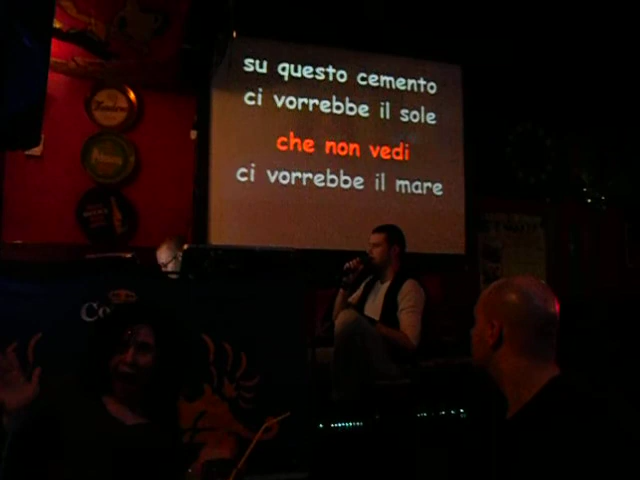 su questo cemento
ci vorrebbe il sole
che non vedi
ci vorrebbe il mare